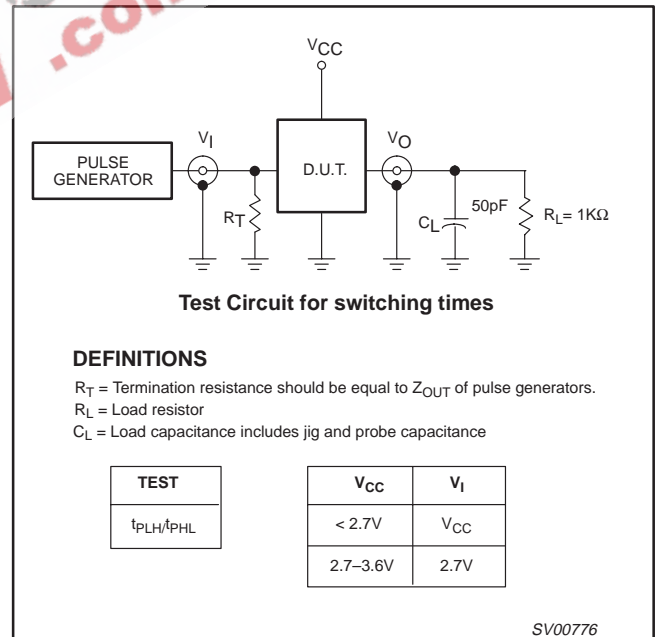 .com
VCC
VI
VO
PULSE
GENERATOR
D.U.T.
RT
CL
50pF
RL= 1KΩ
Test Circuit for switching times
DEFINITIONS
RT = Termination resistance should be equal to ZOUT of pulse generators.
RL = Load resistor
CL = Load capacitance includes jig and probe capacitance
TEST
tPLH/tPHL
VCC VI
< 2.7V VCC
2.7–3.6V 2.7V
SV00776